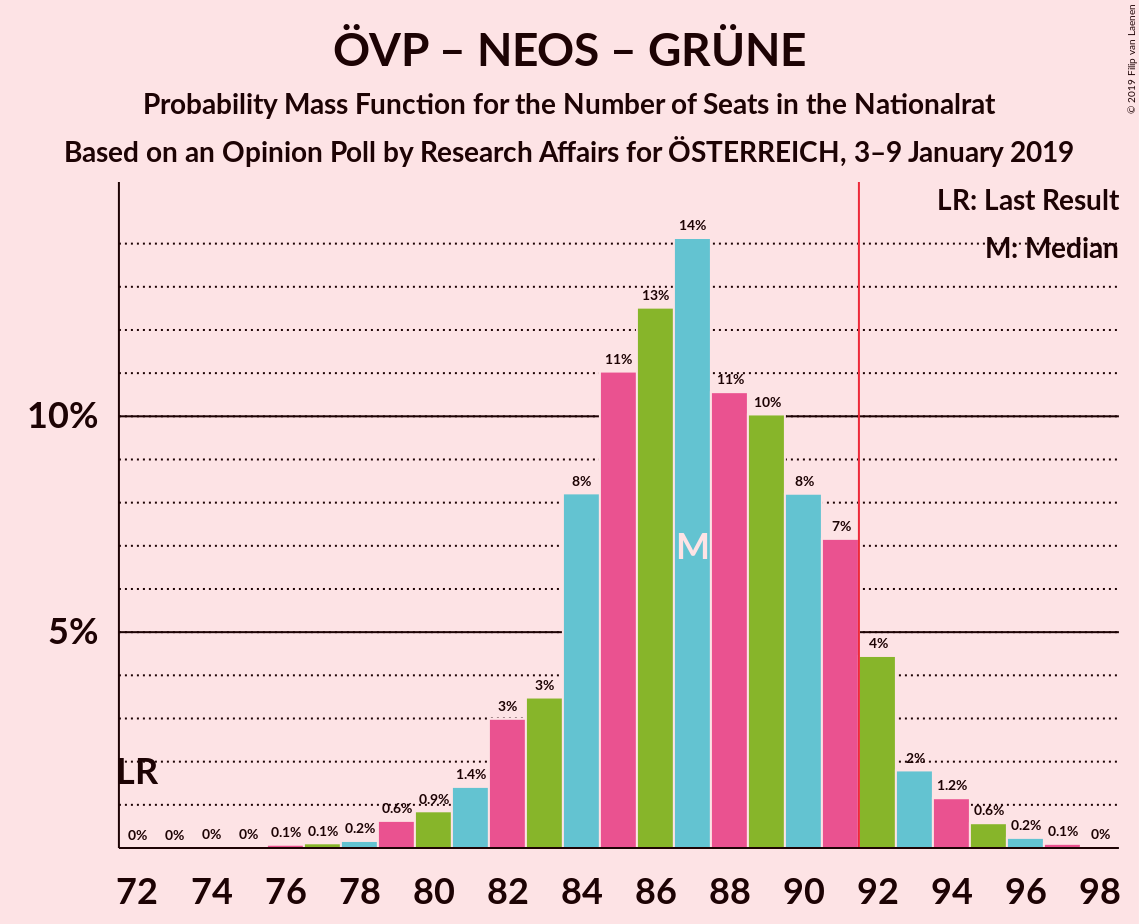 ÖVP – NEOS – GRÜNE
Probability Mass Function for the Number of Seats in the Nationalrat
Based on an Opinion Poll by Research Affairs for ÖSTERREICH, 3–9 January 2019
© 2019 Filip van Laenen
LR: Last Result
M: Median
14%
13%
11%
11%
10%
10%
8%
8%
7%
M
5%
4%
3%
3%
2%
LR
1.4%
1.2%
0.9%
0.6%
0.6%
0% 0% 0% 0% 0.1% 0.1% 0.2% 0.2% 0.1% 0%
72 74 76 78 80 82 84 86 88 90 92 94 96 98